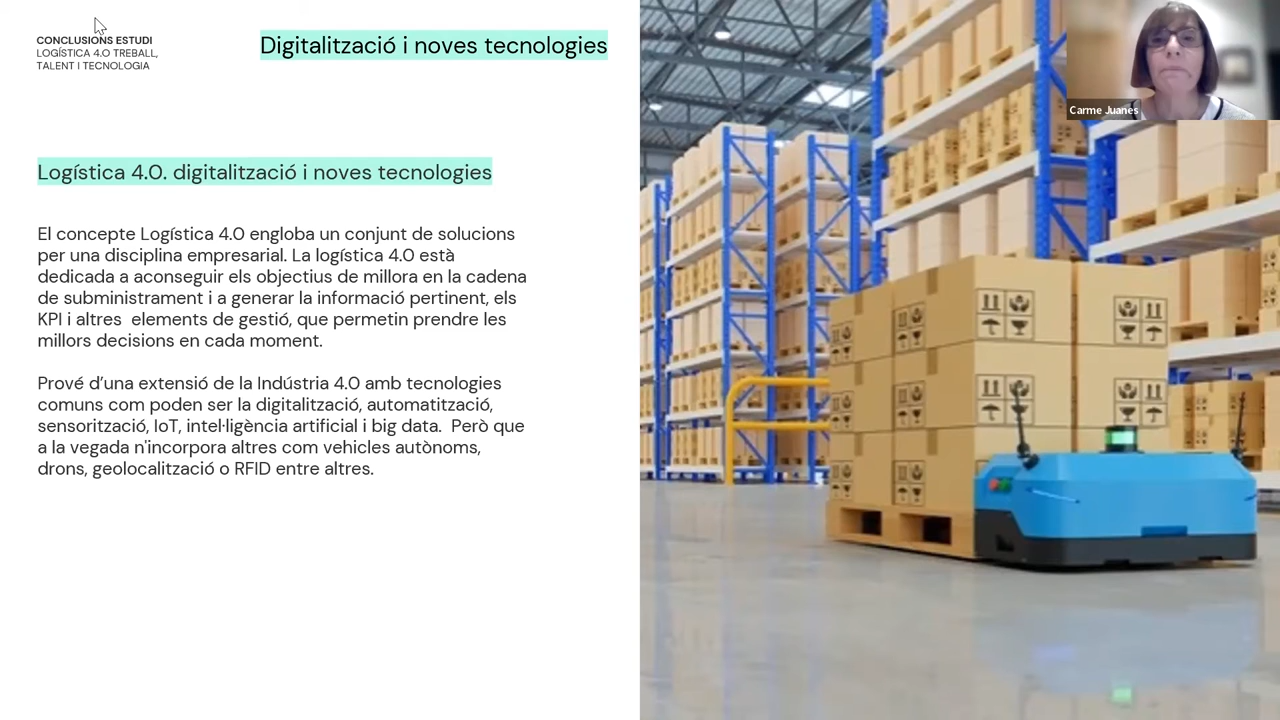 CONCLUSIONS ESTUDI
LOGÍSTICA 4.0 TREBALL,
TALENT I TECNOLOGIA
Digitalització i noves tecnologies
Carme Juanes
Logística 4.0. digitalització i noves tecnologies
El concepte Logística 4.0 engloba un conjunt de solucions
per una disciplina empresarial. La logística 4.0 està
dedicada a aconseguir els objectius de millora en la cadena
de subministrament i a generar la informació pertinent, els
KPI i altres  elements de gestió, que permetin prendre les
millors decisions en cada moment.
Prové d'una extensió de la Indústria 4.0 amb tecnologies
comuns com poden ser la digitalització, automatització,
sensorització, IoT, intel·ligència artificial i big data.  Però que
a la vegada n'incorpora altres com vehicles autònoms,
drons, geolocalització o RFID entre altres.